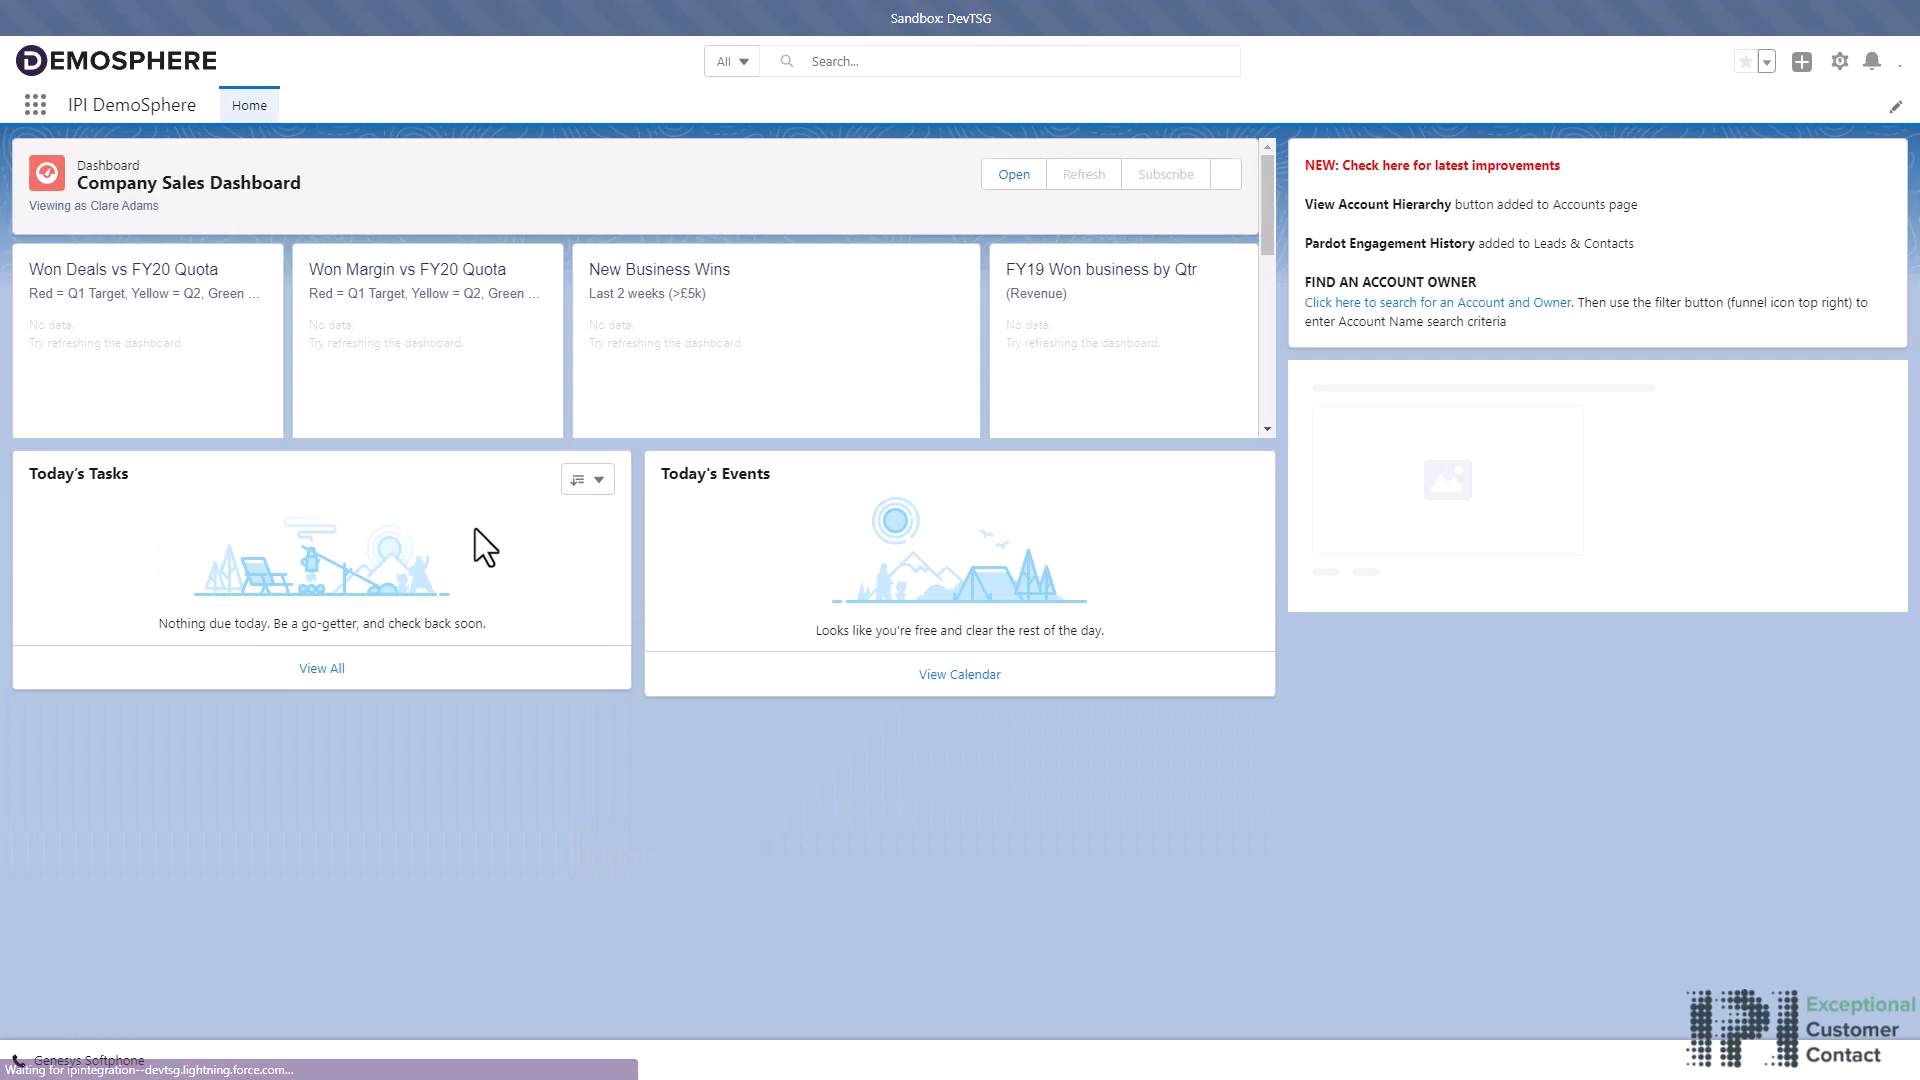 Sandbox: DevTSG
DEMOSPHERE
All
Search...
IPI DemoSphere
Home
Dashboard
Company Sales Dashboard
Viewing as Clare Adams
Open
Refresh
Subscribe
Won Deals vs FY20 Quota
Red = Q1 Target, Yellow = Q2, Green ...
No data.
Try refreshing the dashboard.
Won Margin vs FY20 Quota
Red = Q1 Target, Yellow = Q2, Green ...
No data.
Try refreshing the dashboard.
New Business Wins
Last 2 weeks (>£5k)
No data.
Try refreshing the dashboard.
FY19 Won business by Qtr
(Revenue)
No data.
Try refreshing the dashboard.
NEW: Check here for latest improvements
View Account Hierarchy button added to Accounts page
Pardot Engagement History added to Leads & Contacts
FIND AN ACCOUNT OWNER
Click here to search for an Account and Owner. Then use the filter button (funnel icon top right) to
enter Account Name search criteria
Today's Tasks
Nothing due today. Be a go-getter, and check back soon.
View All
Today's Events
Looks like you're free and clear the rest of the day.
View Calendar
Genesys Softphone
Waiting for ipintegration--devtsg.lightning.force.com...
IPI
Exceptional
Customer
Contact